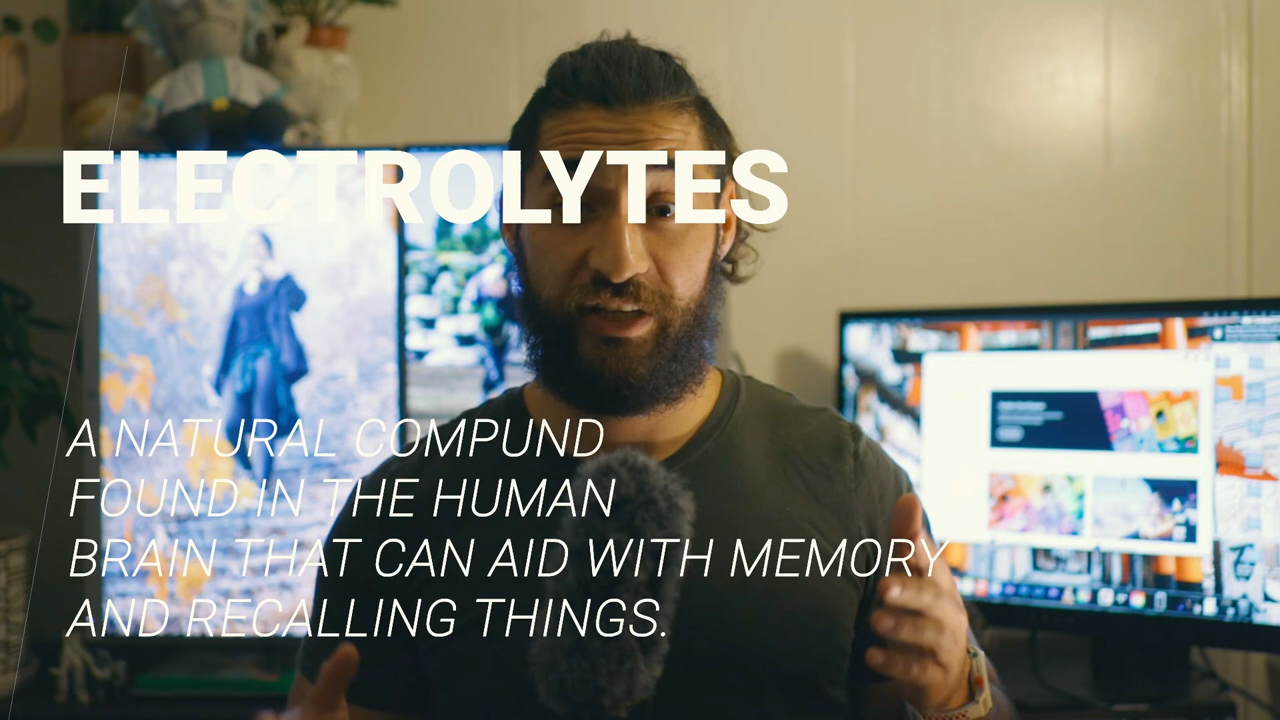 ELECTROLYTES
A NATURAL COMPUND
FOUND IN THE HUMAN
BRAIN THAT CAN AID WITH MEMORY
AND RECALLING THINGS.